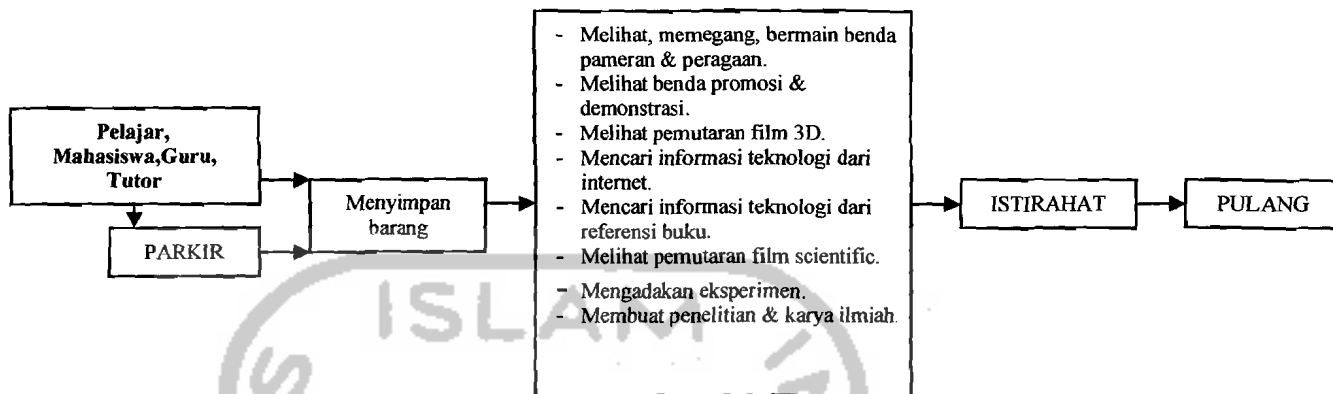 Pelajar,
Mahasiswa,Guru,
Tutor
PARKIR
Menyimpan
barang
- Melihat, memegang, bermain benda
pameran & peragaan.
- Melihat benda promosi &
demonstrasi.
- Melihat pemutaran film 3D.
- Mencari informasi teknologi dari
internet.
- Mencari informasi teknologi dari
referensi buku.
- Melihat pemutaran film scientific.
- Mengadakan eksperimen.
- Membuat penelitian & karya ilmiah.
ISTIRAHAT
PULANG
ISLAM